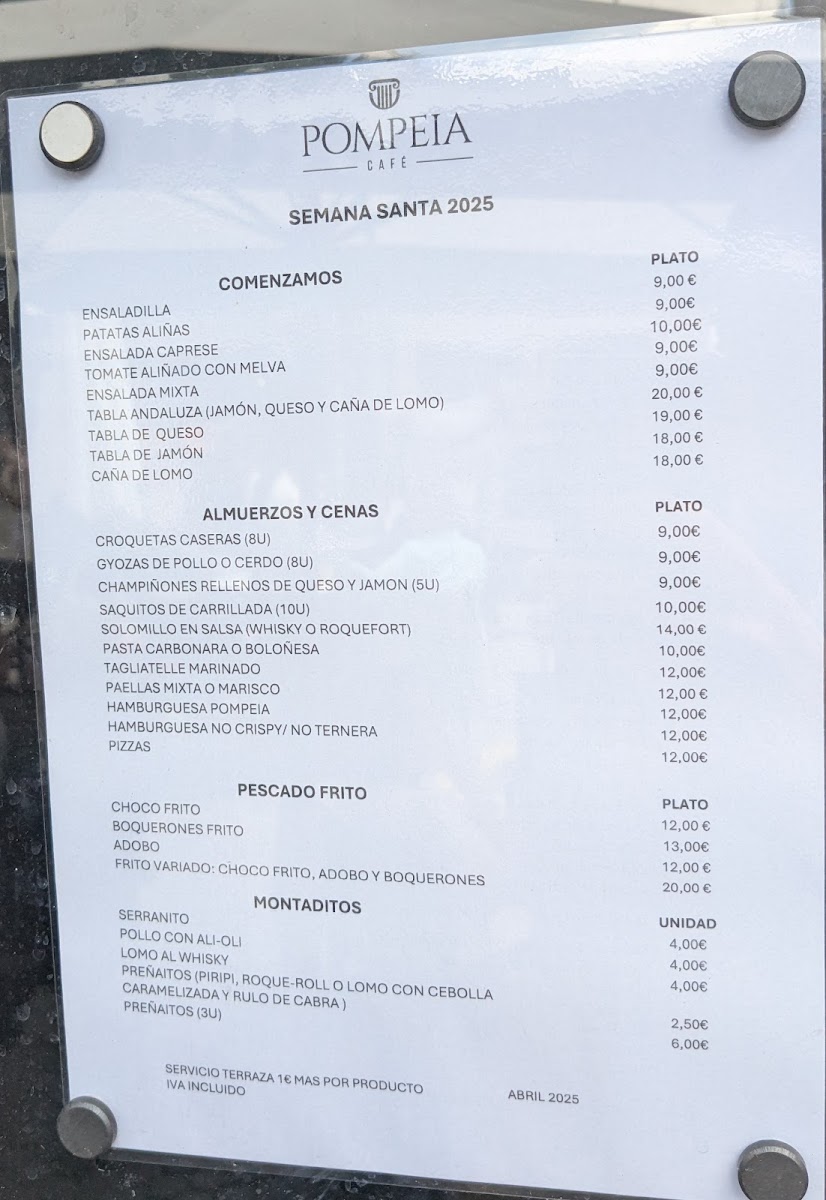 POMPEIA
CAFÉ
SEMANA SANTA 2025
COMENZAMOS PLATO
ENSALADILLA 9,00 €
PATATAS ALIÑAS 9,00€
ENSALADA CAPRESE 10,00€
TOMATE ALIÑADO CON MELVA 9,00€
ENSALADA MIXTA 9,00€
TABLA ANDALUZA (JAMÓN, QUESO Y CAÑA DE LOMO) 20,00 €
TABLA DE QUESO 19,00 €
TABLA DE JAMÓN 18,00 €
CAÑA DE LOMO 18,00 €
ALMUERZOS Y CENAS PLATO
CROQUETAS CASERAS (8U) 9,00€
GYOZAS DE POLLO O CERDO (8U) 9,00€
CHAMPIÑONES RELLENOS DE QUESO Y JAMON (5U) 9,00€
SAQUITOS DE CARRILLADA (10U) 10,00€
SOLOMILLO EN SALSA (WHISKY O ROQUEFORT) 14,00 €
PASTA CARBONARA O BOLOÑESA 10,00€
TAGLIATELLE MARINADO 12,00€
PAELLAS MIXTA O MARISCO 12,00 €
HAMBURGUESA POMPEIA 12,00€
HAMBURGUESA NO CRISPY/ NO TERNERA 12,00€
PIZZAS 12,00€
PESCADO FRITO PLATO
CHOCO FRITO 12,00 €
BOQUERONES FRITO 13,00€
ADOBO 12,00 €
FRITO VARIADO: CHOCO FRITO, ADOBO Y BOQUERONES 20,00 €
MONTADITOS UNIDAD
SERRANITO 4,00€
POLLO CON ALI-OLI 4,00€
LOMO AL WHISKY 4,00€
PREÑAITOS (PIRIPI, ROQUE-ROLL O LOMO CON CEBOLLA
CARAMELIZADA Y RULO DE CABRA ) 2,50€
PREÑAITOS (3U) 6,00€
SERVICIO TERRAZA 1€ MAS POR PRODUCTO
IVA INCLUIDO ABRIL 2025